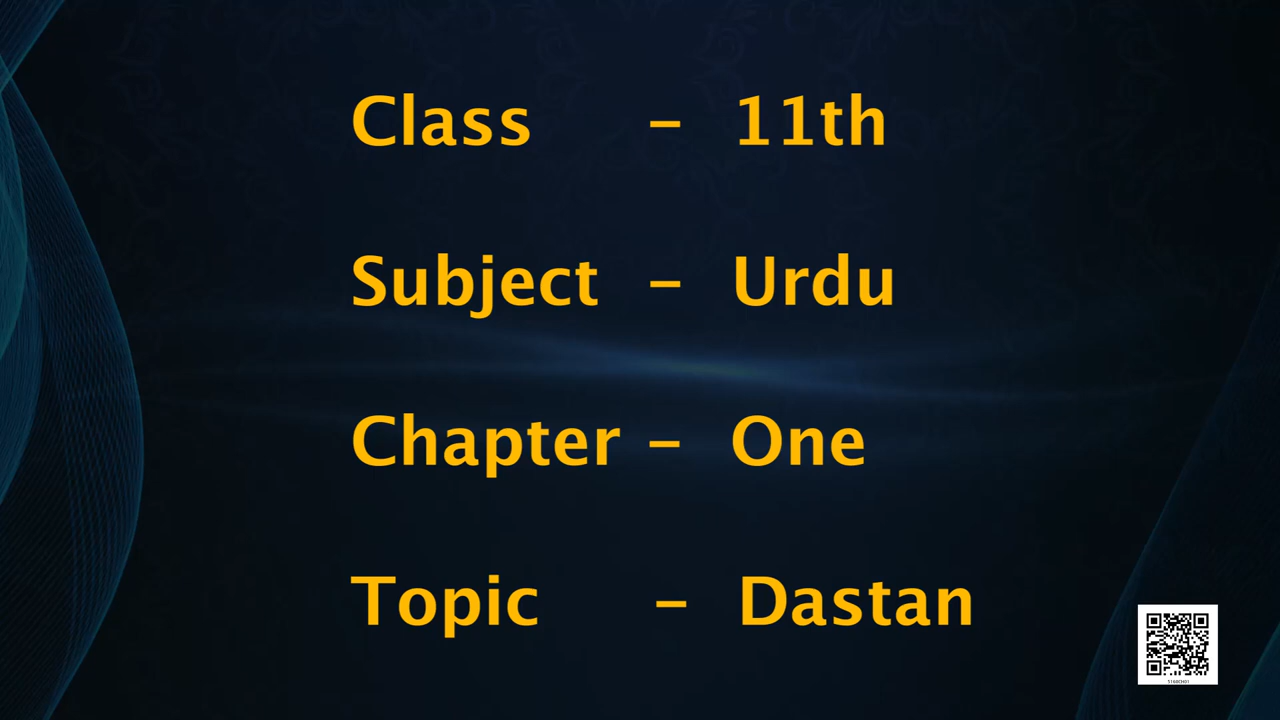 Class - 11th
Subject - Urdu
Chapter - One
Topic - Dastan